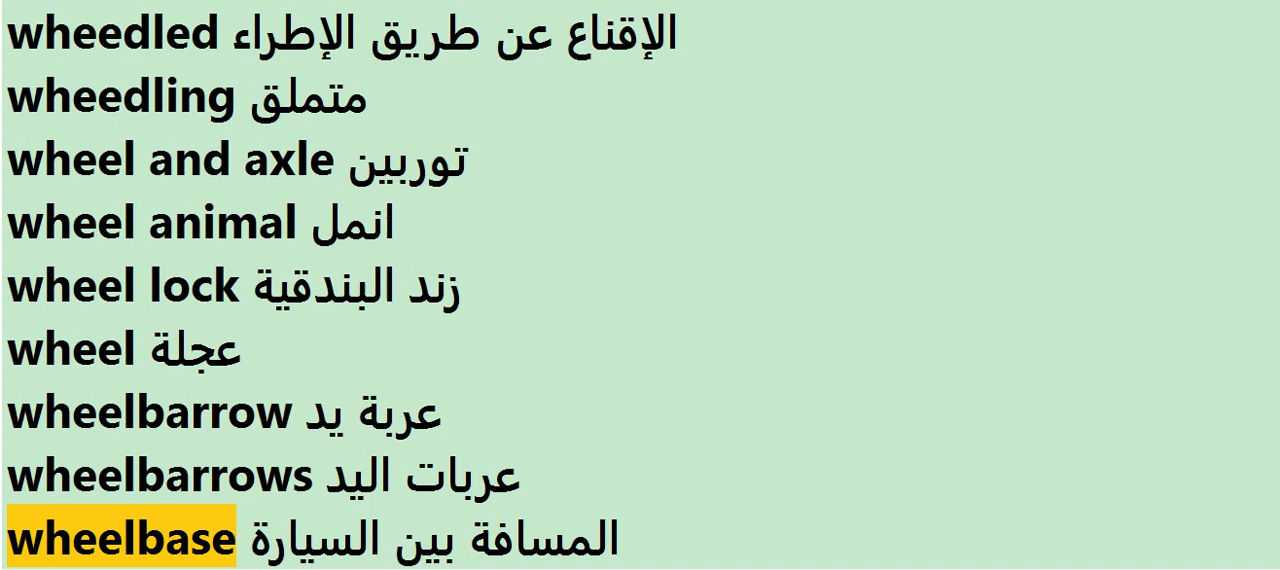 wheedled الإقناع عن طريق الإطراء
wheedling متملق
wheel and axle توربين
wheel animal انمل
wheel lock زند البندقية
wheel عجلة
wheelbarrow عربة يد
wheelbarrows عربات اليد
wheelbase المسافة بين السيارة